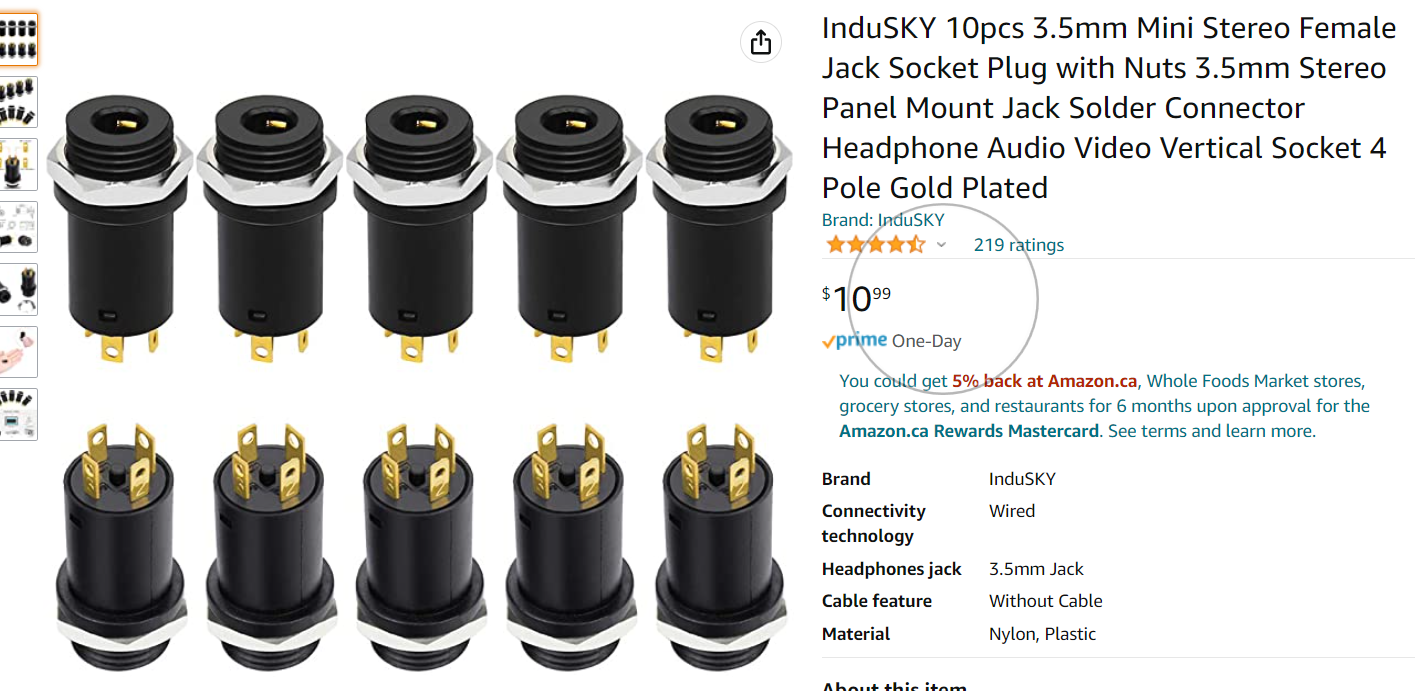 InduSKY 10pcs 3.5mm Mini Stereo Female
Jack Socket Plug with Nuts 3.5mm Stereo
Panel Mount Jack Solder Connector
Headphone Audio Video Vertical Socket 4
Pole Gold Plated
Brand: InduSKY
219 ratings
$10.99
prime One-Day
You could get 5% back at Amazon.ca, Whole Foods Market stores,
grocery stores, and restaurants for 6 months upon approval for the
Amazon.ca Rewards Mastercard. See terms and learn more.
Brand InduSKY
Connectivity Wired
technology
Headphones jack 3.5mm Jack
Cable feature Without Cable
Material Nylon, Plastic
About this item